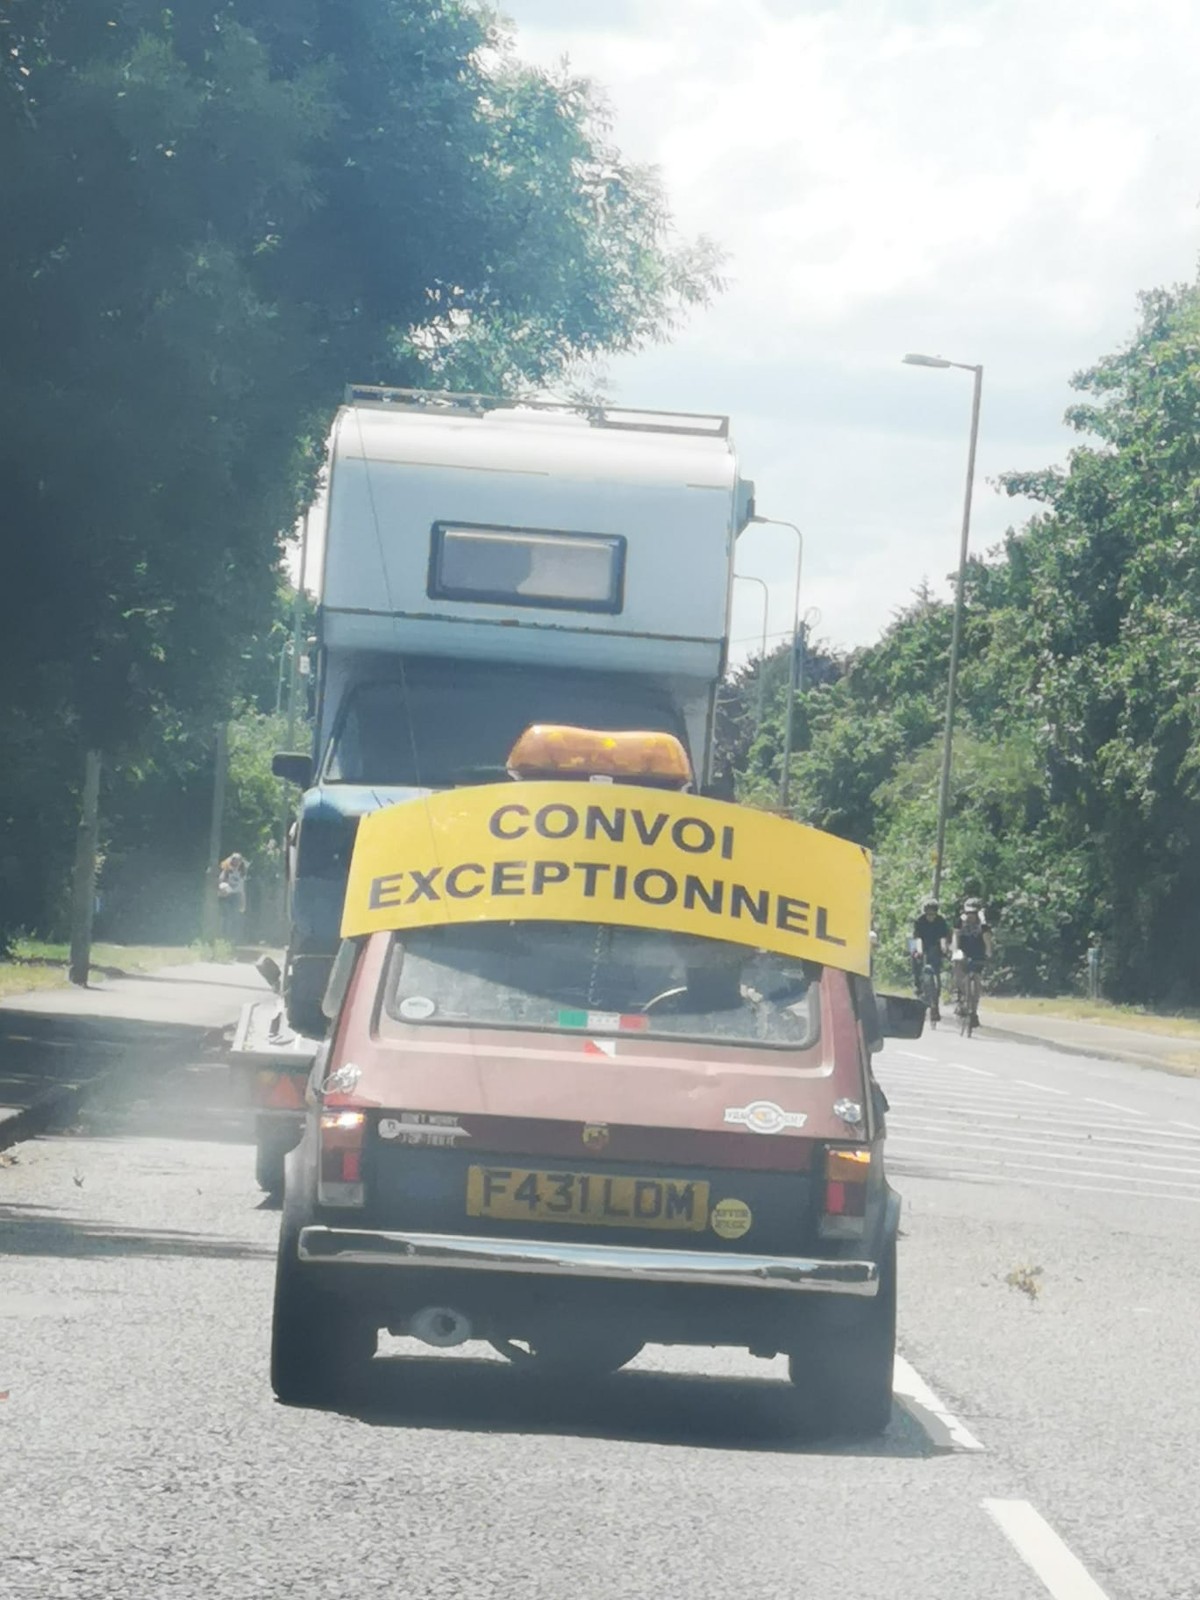 CONVOI
EXCEPTIONNEL
F431 LDM